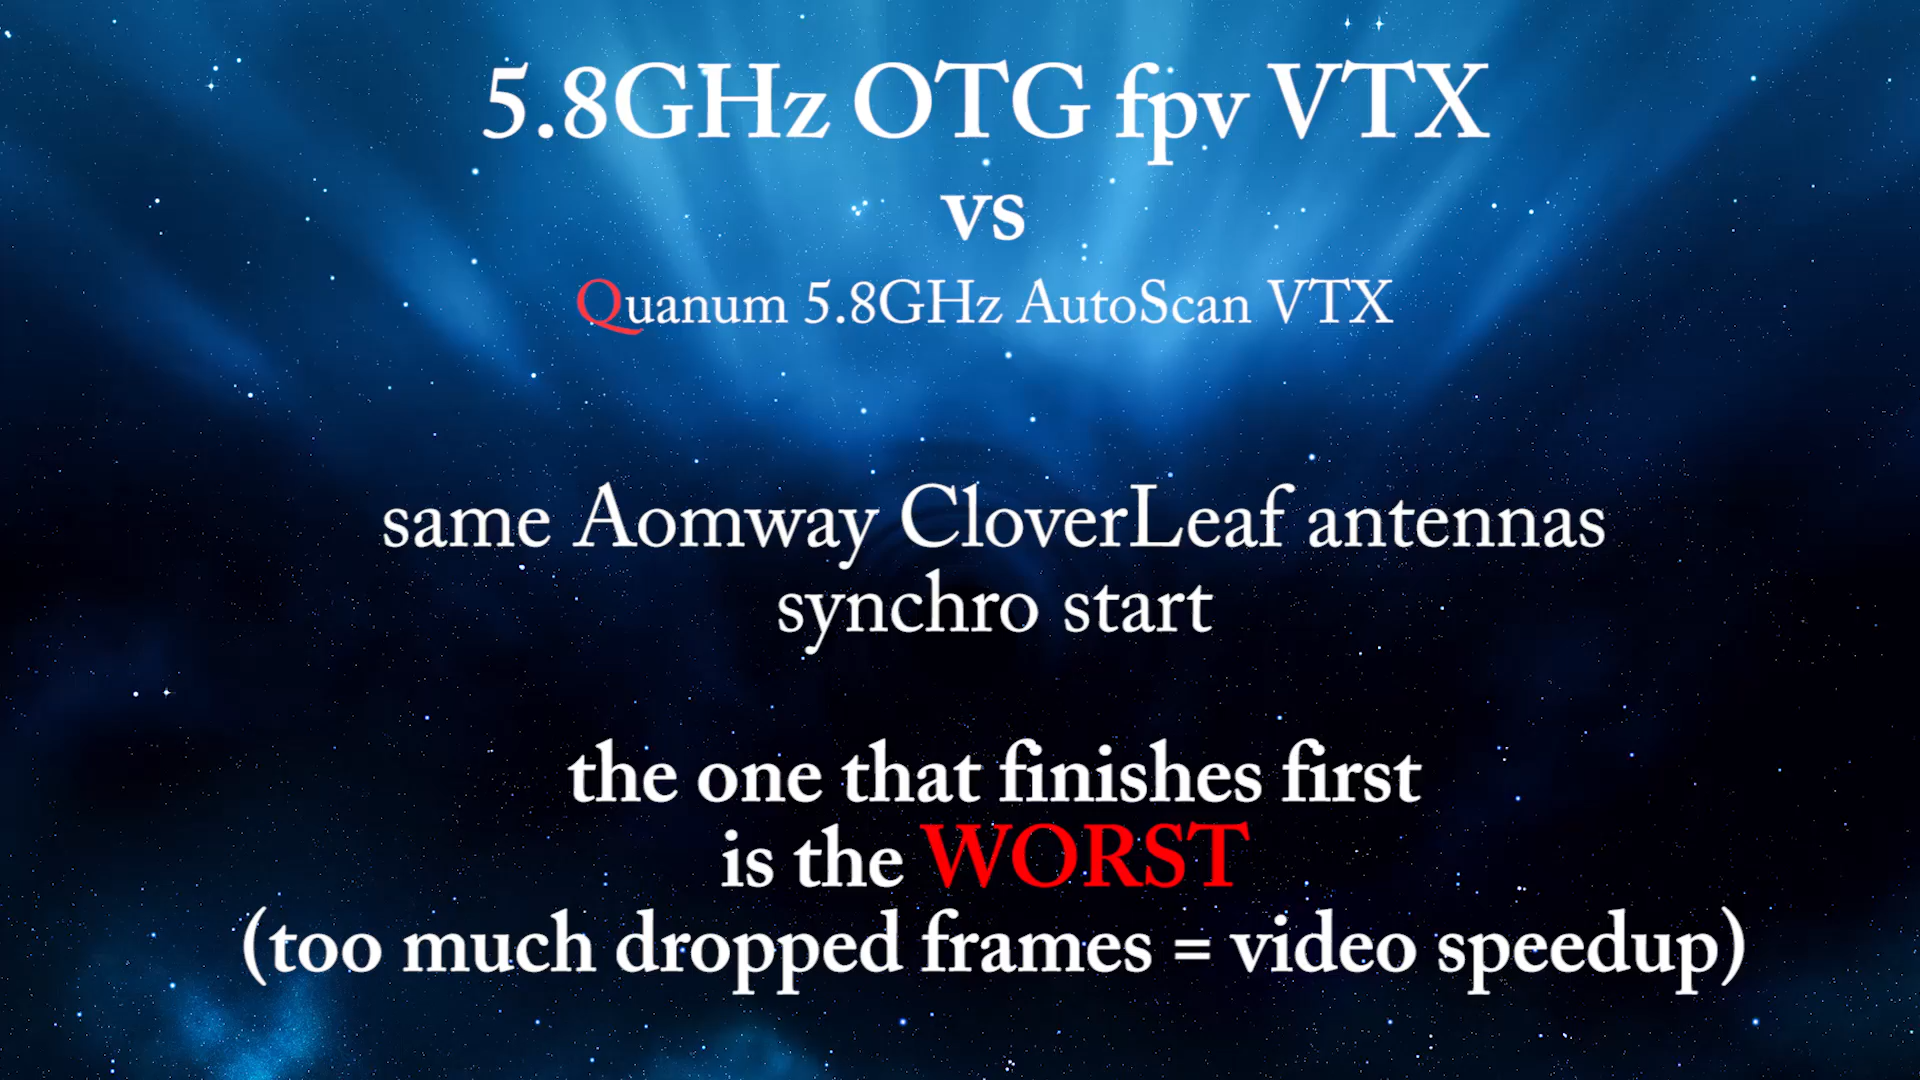 5.8GHz OTG fpv VTX
vs
Quanum 5.8GHz AutoScan VTX
same Aomway CloverLeaf antennas
synchro start
the one that finishes first
is the WORST
(too much dropped frames = video speedup)